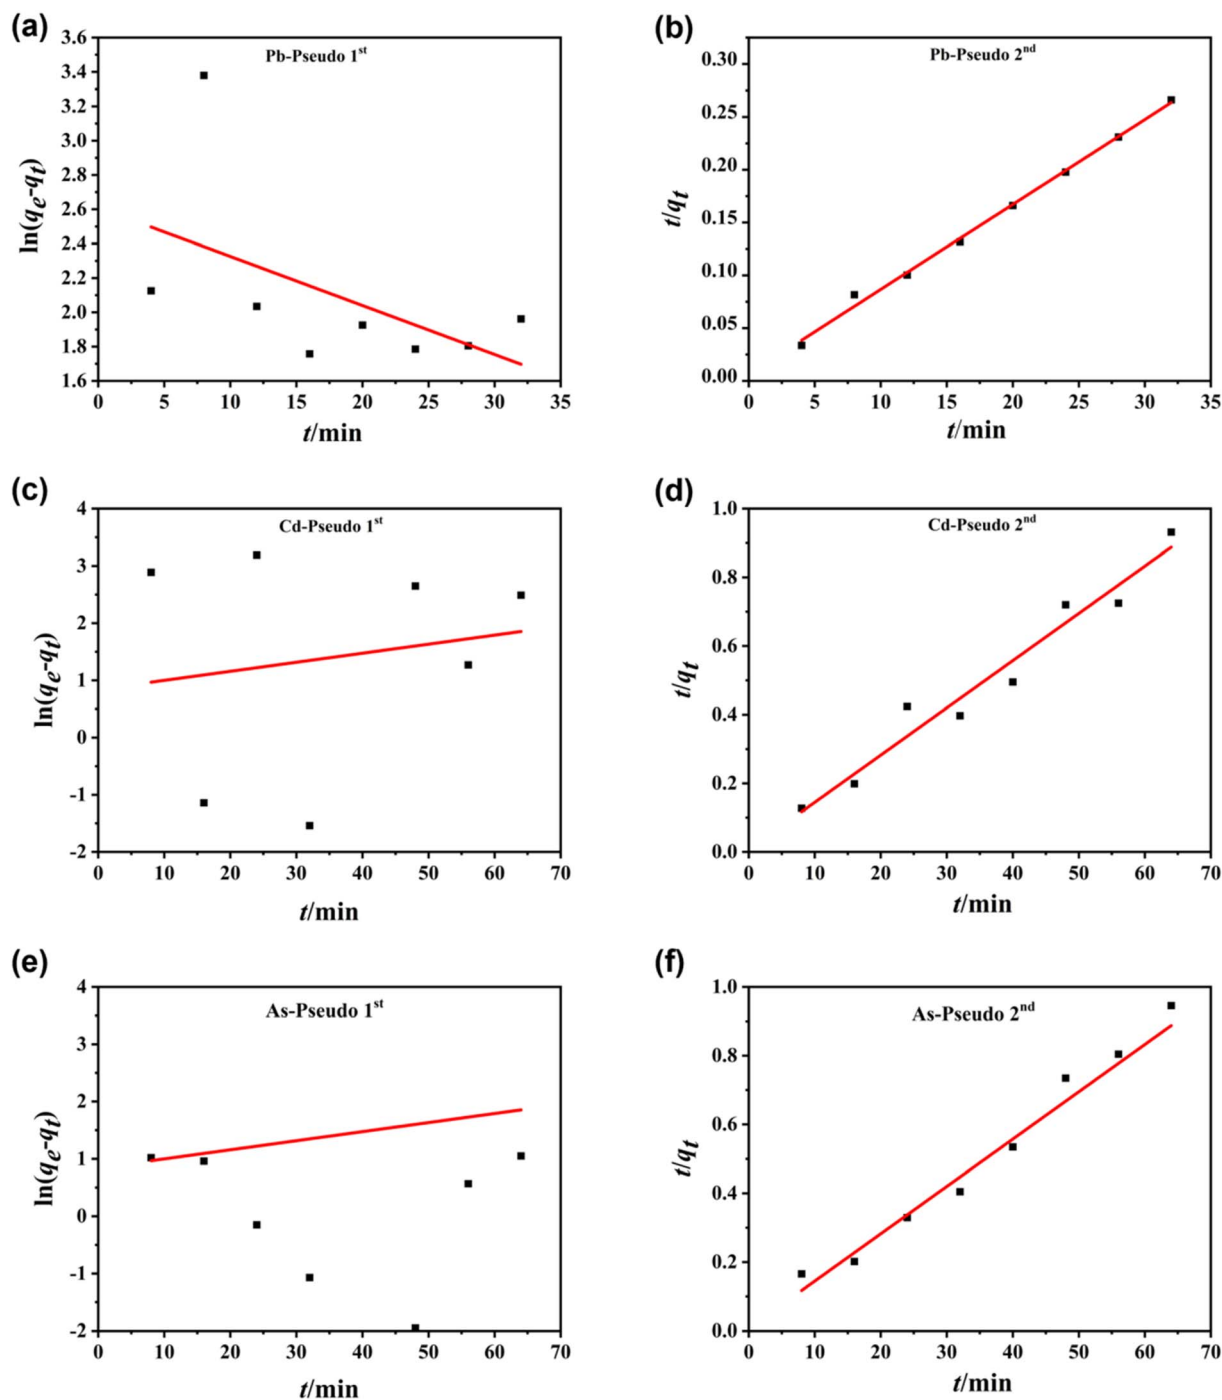 (a)
Pb-Pseudo 1st
3.6
3.4
3.2
3.0
2.8
2.6
2.4
2.2
2.0
1.8
1.6
ln(qe-qt)
0 5 10 15 20 25 30 35
t/min
(b)
Pb-Pseudo 2nd
0.30
0.25
0.20
0.15
0.10
0.05
0.00
t/qt
0 5 10 15 20 25 30 35
t/min
(c)
Cd-Pseudo 1st
4
3
2
1
0
-1
-2
ln(qe-qt)
0 10 20 30 40 50 60 70
t/min
(d)
Cd-Pseudo 2nd
1.0
0.8
0.6
0.4
0.2
0.0
t/qt
0 10 20 30 40 50 60 70
t/min
(e)
As-Pseudo 1st
4
3
2
1
0
-1
-2
ln(qe-qt)
0 10 20 30 40 50 60 70
t/min
(f)
As-Pseudo 2nd
1.0
0.8
0.6
0.4
0.2
0.0
t/qt
0 10 20 30 40 50 60 70
t/min